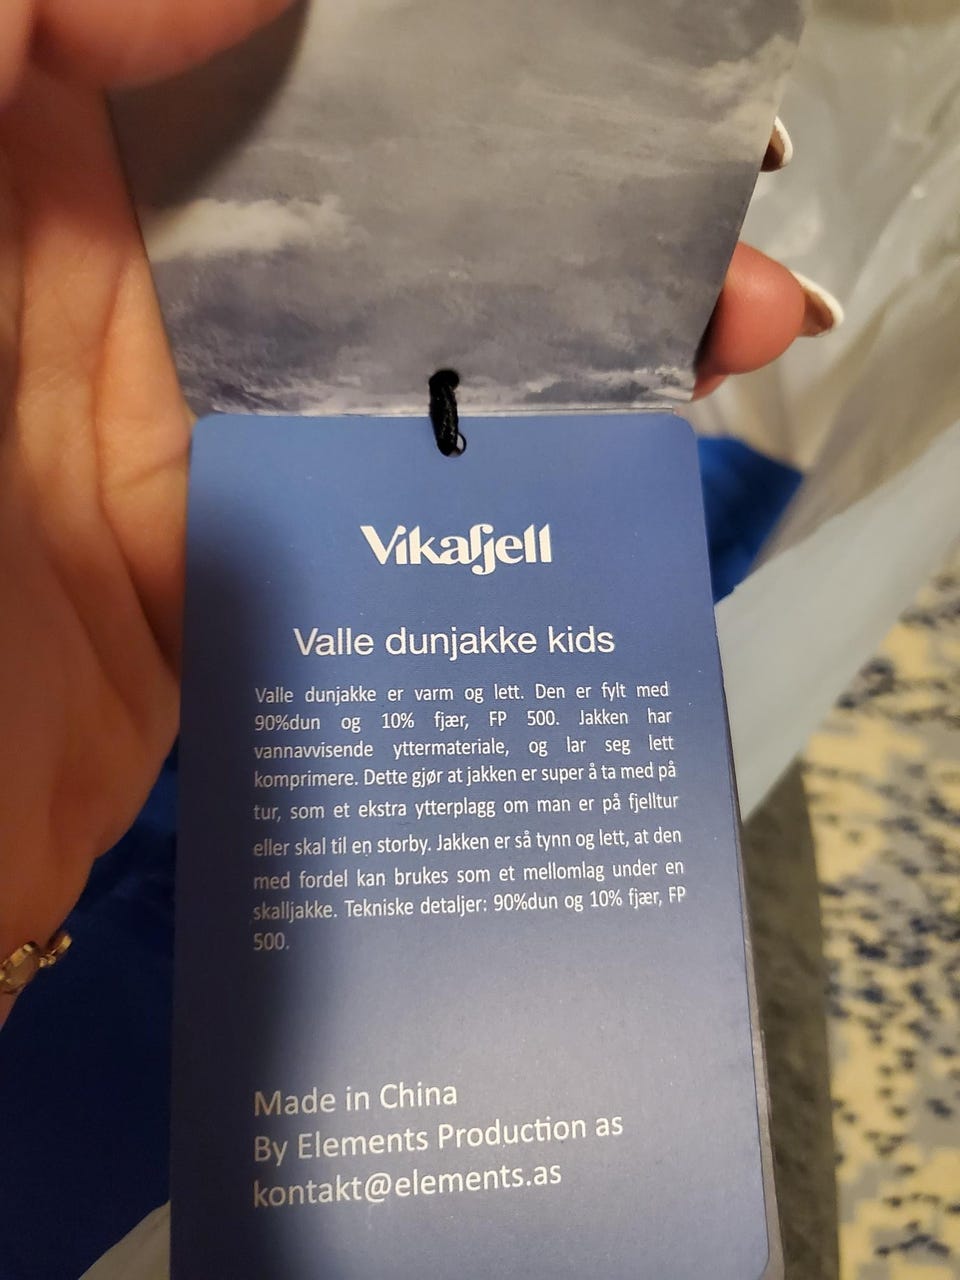 Vikafjell
Valle dunjakke kids
Valle dunjakke er varm og lett. Den er fylt med
90%dun og 10% fjær, FP 500. Jakken har
vannavvisende yttermateriale, og lar seg lett
komprimere. Dette gjør at jakken er super å ta med på
tur, som et ekstra ytterplagg om man er på fjelltur
eller skal til en storby. Jakken er så tynn og lett, at den
med fordel kan brukes som et mellomlag under en
skalljakke. Tekniske detaljer: 90%dun og 10% fjær, FP
500.
Made in China
By Elements Production as
kontakt@elements.as